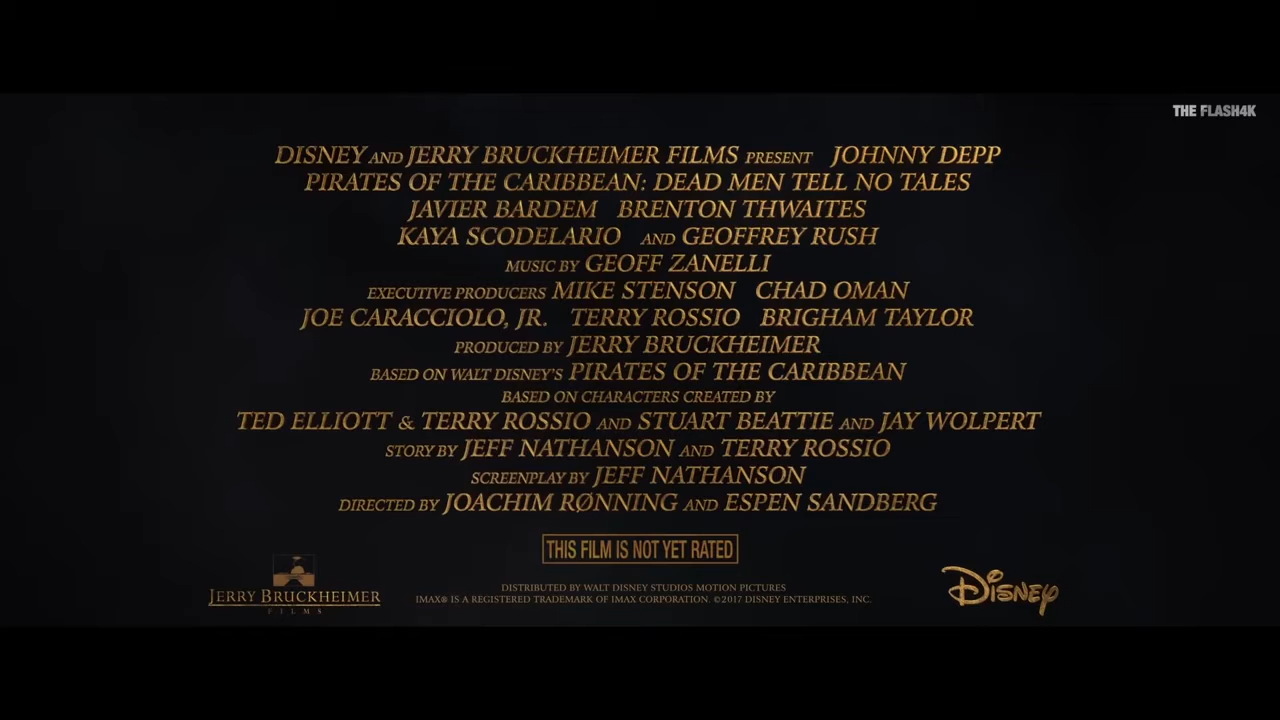 THE FLASH4K
DISNEY AND JERRY BRUCKHEIMER FILMS PRESENT JOHNNY DEPP
PIRATES OF THE CARIBBEAN: DEAD MEN TELL NO TALES
JAVIER BARDEM BRENTON THWAITES
KAYA SCODELARIO AND GEOFFREY RUSH
MUSIC BY GEOFF ZANELLI
EXECUTIVE PRODUCERS MIKE STENSON CHAD OMAN
JOE CARACCIOLO, JR. TERRY ROSSIO BRIGHAM TAYLOR
PRODUCED BY JERRY BRUCKHEIMER
BASED ON WALT DISNEY'S PIRATES OF THE CARIBBEAN
BASED ON CHARACTERS CREATED BY
TED ELLIOTT & TERRY ROSSIO AND STUART BEATTIE AND JAY WOLPERT
STORY BY JEFF NATHANSON AND TERRY ROSSIO
SCREENPLAY BY JEFF NATHANSON
DIRECTED BY JOACHIM RØNNING AND ESPEN SANDBERG
THIS FILM IS NOT YET RATED
JERRY BRUCKHEIMER
FILMS
DISTRIBUTED BY WALT DISNEY STUDIOS MOTION PICTURES
IMAX® IS A REGISTERED TRADEMARK OF IMAX CORPORATION. ©2017 DISNEY ENTERPRISES, INC.
DISNEY